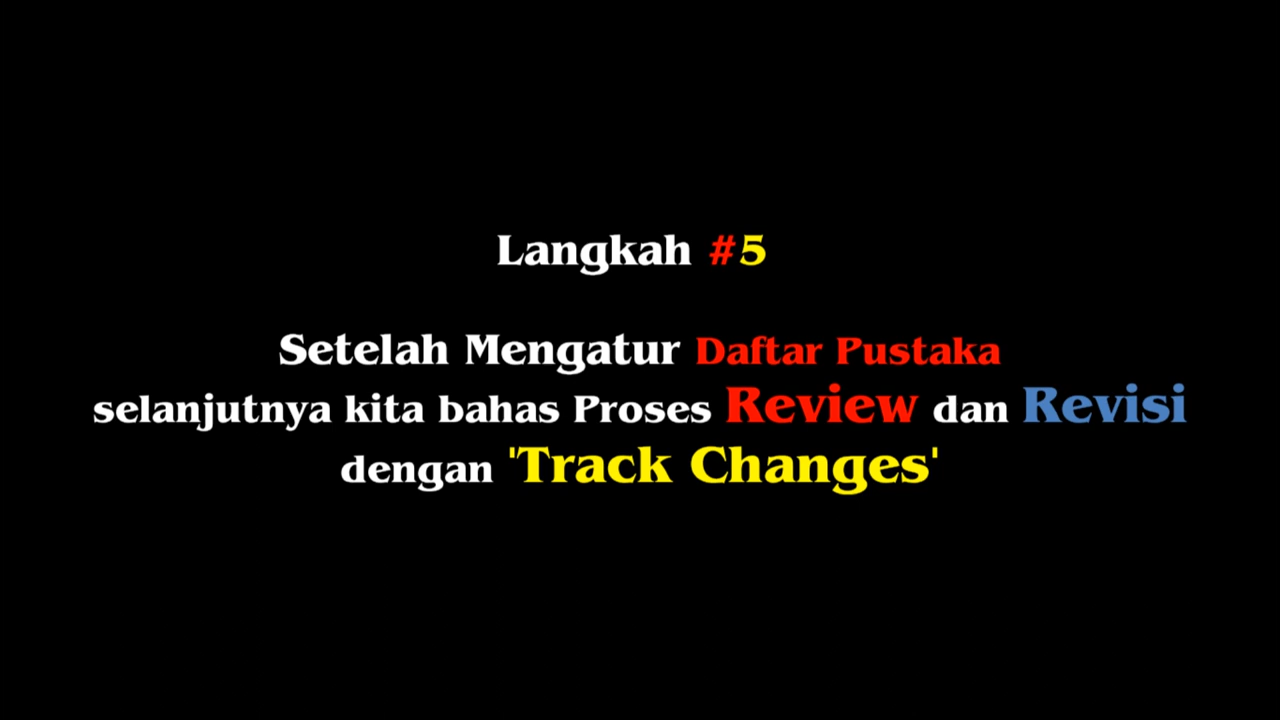 Langkah #5
Setelah Mengatur Daftar Pustaka
selanjutnya kita bahas Proses Review dan Revisi
dengan 'Track Changes'